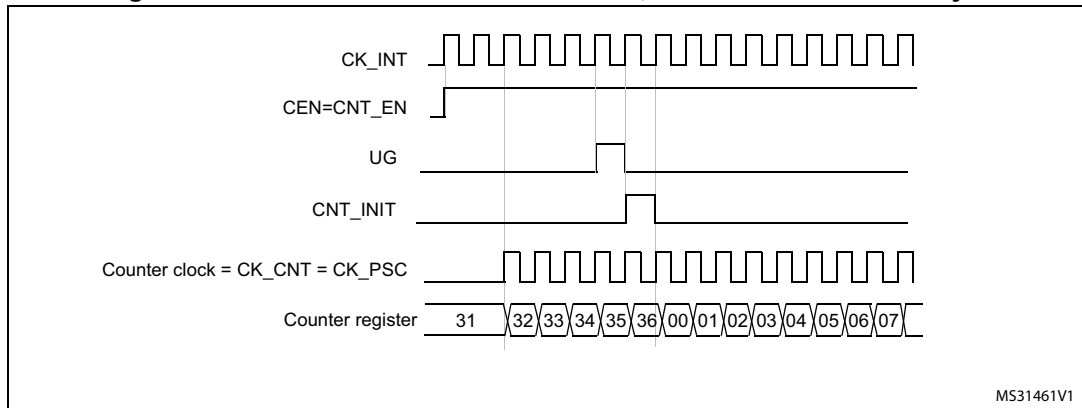 CK_INT
CEN=CNT_EN
UG
CNT_INIT
Counter clock = CK_CNT = CK_PSC
Counter register 31 32 33 34 35 36 00 01 02 03 04 05 06 07
MS31461V1